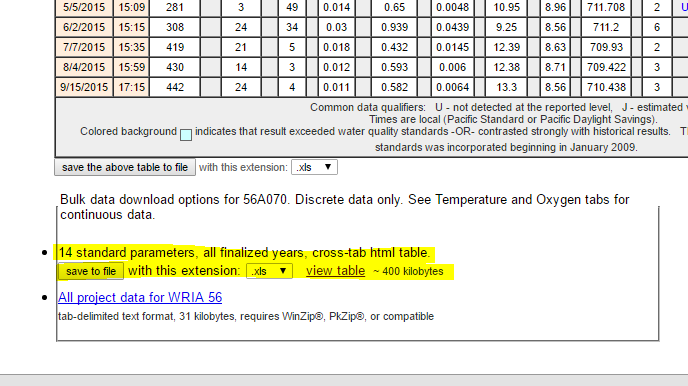 5/5/2015 15:09 281 3 49 0.014 0.65 0.0048 10.95 8.96 711.708 2 U
6/2/2015 15:15 308 24 34 0.03 0.939 0.0439 9.25 8.56 711.2 6
7/7/2015 15:35 419 21 5 0.018 0.432 0.0145 12.39 8.63 709.93 2
8/4/2015 15:59 430 14 3 0.012 0.593 0.006 12.38 8.71 709.422 3
9/15/2015 17:15 442 24 4 0.011 0.582 0.0064 13.3 8.56 710.438 3
Common data qualifiers: U - not detected at the reported level, J - estimated v
Times are local (Pacific Standard or Pacific Daylight Savings).
Colored background indicates that result exceeded water quality standards -OR- contrasted strongly with historical results. T
standards was incorporated beginning in January 2009.
save the above table to file with this extension: .xls
Bulk data download options for 56A070. Discrete data only. See Temperature and Oxygen tabs for
continuous data.
• 14 standard parameters, all finalized years, cross-tab html table.
save to file with this extension: .xls view table ~ 400 kilobytes
• All project data for WRIA 56
tab-delimited text format, 31 kilobytes, requires WinZip®, PkZip®, or compatible